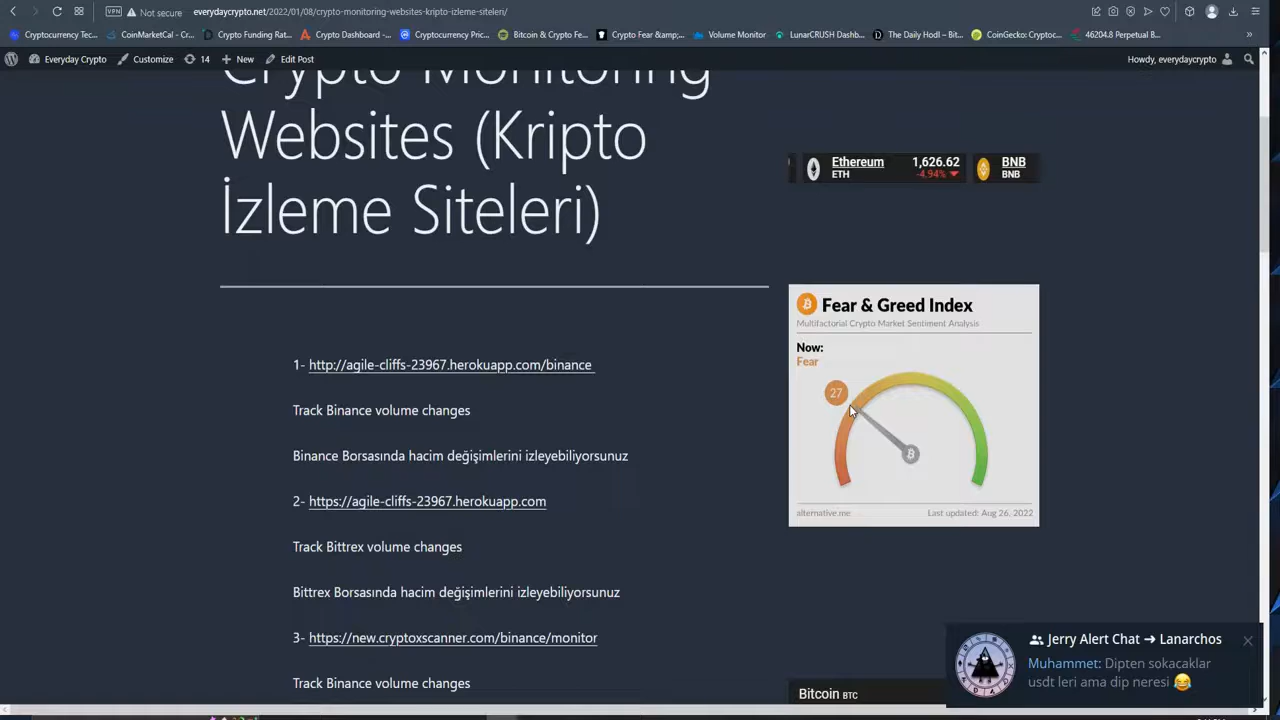 VPN
Not secure
everydaycrypto.net/2022/01/08/crypto-monitoring-websites-kripto-izleme-siteleri/
Cryptocurrency Tec...
CoinMarketCal - Cr...
Crypto Funding Rat...
Crypto Dashboard -...
Cryptocurrency Pric...
Bitcoin & Crypto Fe...
Crypto Fear &amp;...
Volume Monitor
LunarCRUSH Dashb...
The Daily Hodl – Bit...
CoinGecko: Cryptoc...
46204.8 Perpetual B...
Everyday Crypto
Customize
14
New
Edit Post
Howdy, everydaycrypto
Crypto Monitoring
Websites (Kripto
İzleme Siteleri)
1- http://agile-cliffs-23967.herokuapp.com/binance
Track Binance volume changes
Binance Borsasında hacim değişimlerini izleyebiliyorsunuz
2- https://agile-cliffs-23967.herokuapp.com
Track Bittrex volume changes
Bittrex Borsasında hacim değişimlerini izleyebiliyorsunuz
3- https://new.cryptoxscanner.com/binance/monitor
Track Binance volume changes
Ethereum 1,626.62
ETH -4.94%
BNB
BNB
Fear & Greed Index
Multifactorial Crypto Market Sentiment Analysis
Now:
Fear
27
alternative.me Last updated: Aug 26, 2022
Bitcoin BTC
Jerry Alert Chat ➜ Lanarchos
Muhammet: Dipten sokacaklar
usdt leri ama dip neresi 😂